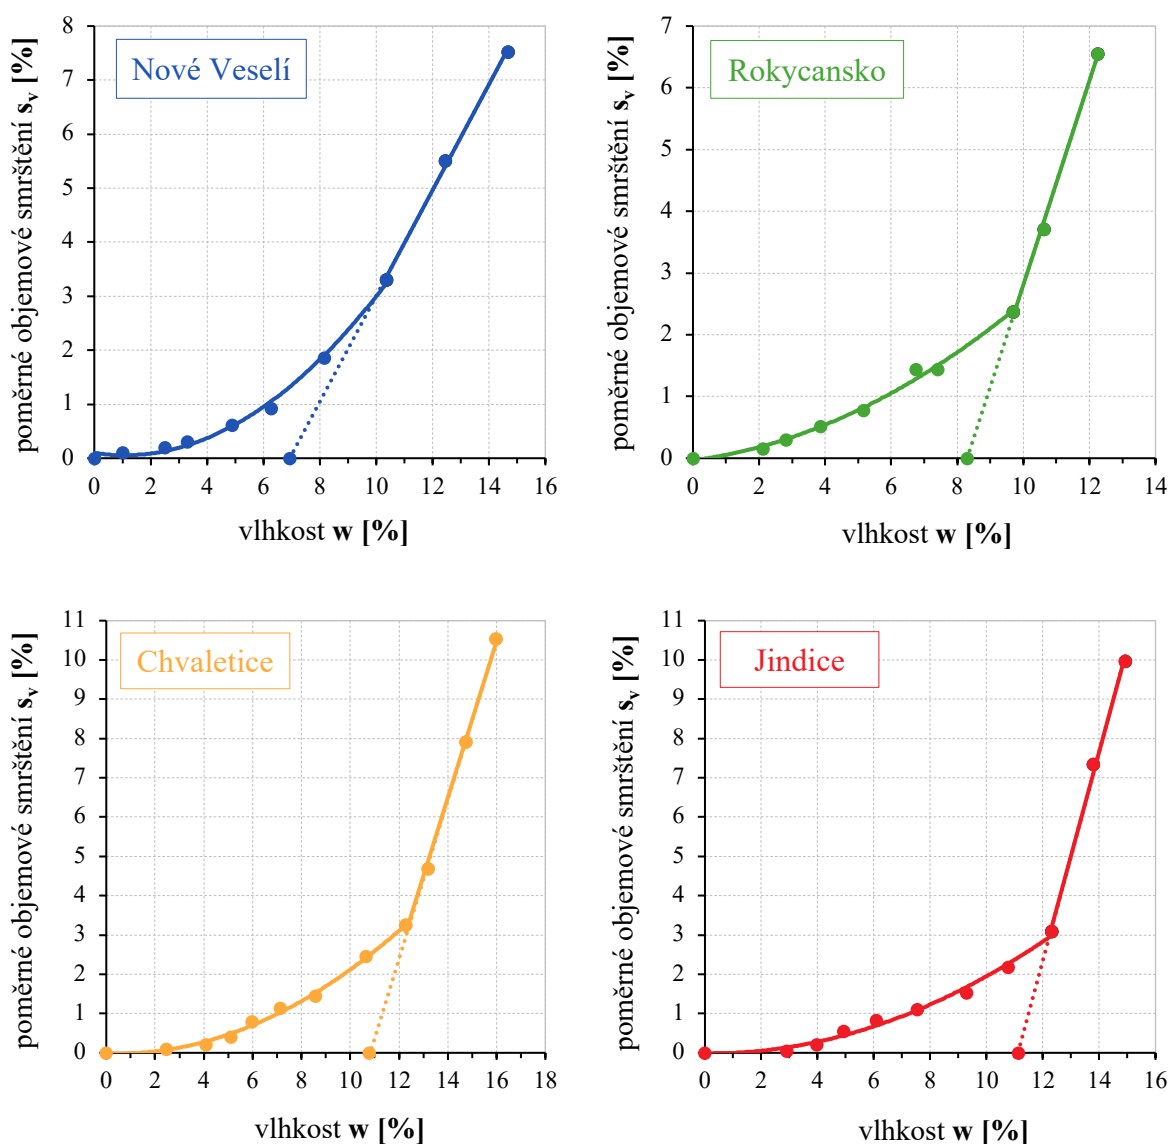 Nové Veselí
poměrné objemové smrštění sᵥ [%]
8
7
6
5
4
3
2
1
0
0 2 4 6 8 10 12 14 16
vlhkost w [%]
Rokycansko
poměrné objemové smrštění sᵥ [%]
7
6
5
4
3
2
1
0
0 2 4 6 8 10 12 14
vlhkost w [%]
Chvaletice
poměrné objemové smrštění sᵥ [%]
11
10
9
8
7
6
5
4
3
2
1
0
0 2 4 6 8 10 12 14 16 18
vlhkost w [%]
Jindice
poměrné objemové smrštění sᵥ [%]
11
10
9
8
7
6
5
4
3
2
1
0
0 2 4 6 8 10 12 14 16
vlhkost w [%]